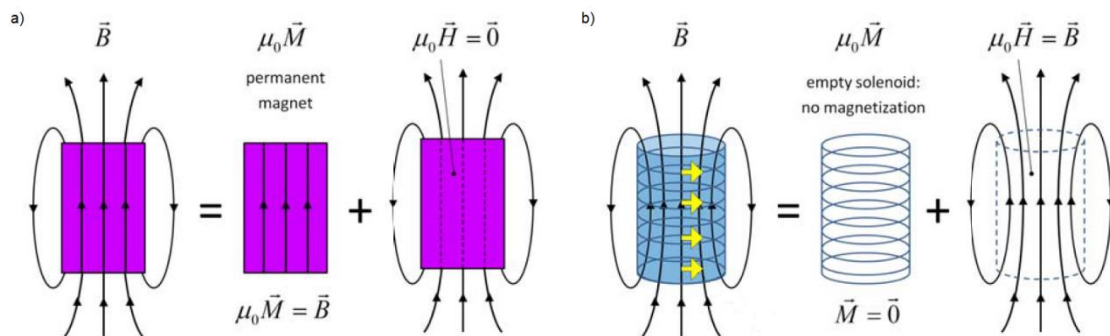 a)
B⃗
μ₀M⃗
permanent
magnet
μ₀H⃗ = 0⃗
=
+
μ₀M⃗ = B⃗
b)
B⃗
μ₀M⃗
empty solenoid:
no magnetization
μ₀H⃗ = B⃗
=
+
M⃗ = 0⃗